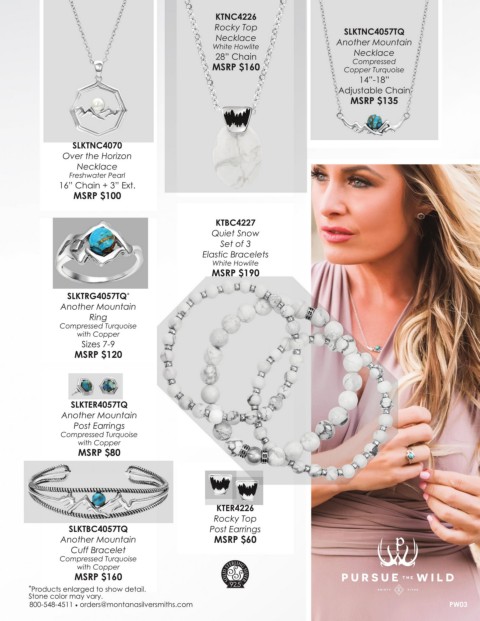 SLKTNC4070
Over the Horizon
Necklace
Freshwater Pearl
16" Chain + 3" Ext.
MSRP $100
KTNC4226
Rocky Top
Necklace
White Howlite
28" Chain
MSRP $160
SLKTNC4057TQ
Another Mountain
Necklace
Compressed
Copper Turquoise
14"-18"
Adjustable Chain
MSRP $135
SLKTRG4057TQ*
Another Mountain
Ring
Compressed Turquoise
with Copper
Sizes 7-9
MSRP $120
KTBC4227
Quiet Snow
Set of 3
Elastic Bracelets
White Howlite
MSRP $190
SLKTER4057TQ
Another Mountain
Post Earrings
Compressed Turquoise
with Copper
MSRP $80
SLKTBC4057TQ
Another Mountain
Cuff Bracelet
Compressed Turquoise
with Copper
MSRP $160
KTER4226
Rocky Top
Post Earrings
MSRP $60
925
*Products enlarged to show detail.
Stone color may vary.
800-548-4511 • orders@montanasilversmiths.com
PURSUE THE WILD
PW03